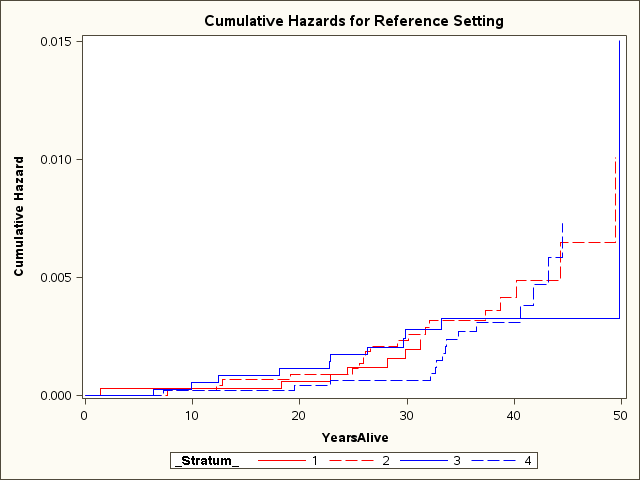 Cumulative Hazards for Reference Setting
0.015
0.010
0.005
0.000
Cumulative Hazard
0 10 20 30 40 50
YearsAlive
_Stratum_ 1 2 3 4